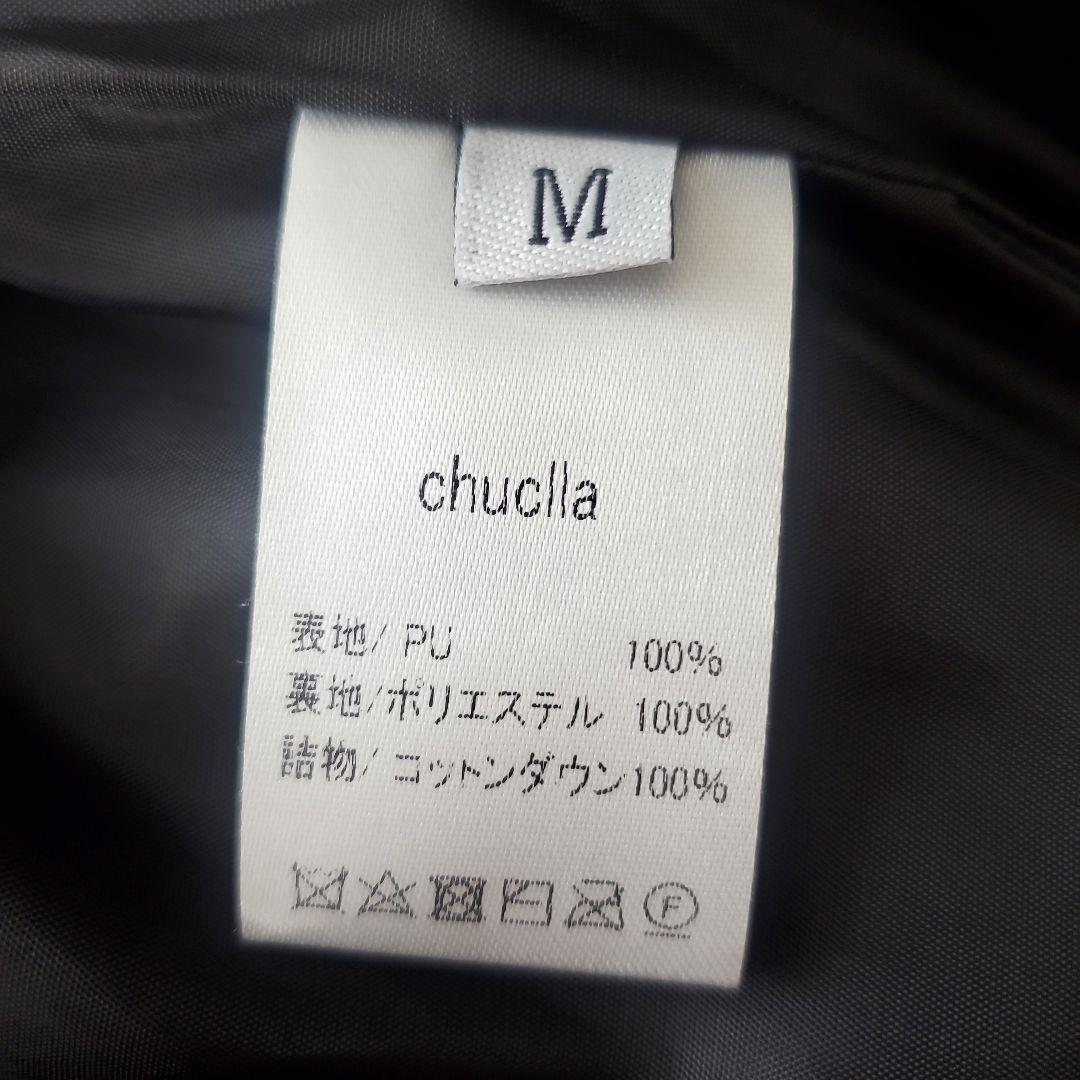 M
chuclla
表地/ PU 100%
裏地/ポリエステル 100%
詰物/ コットンダウン100%
F